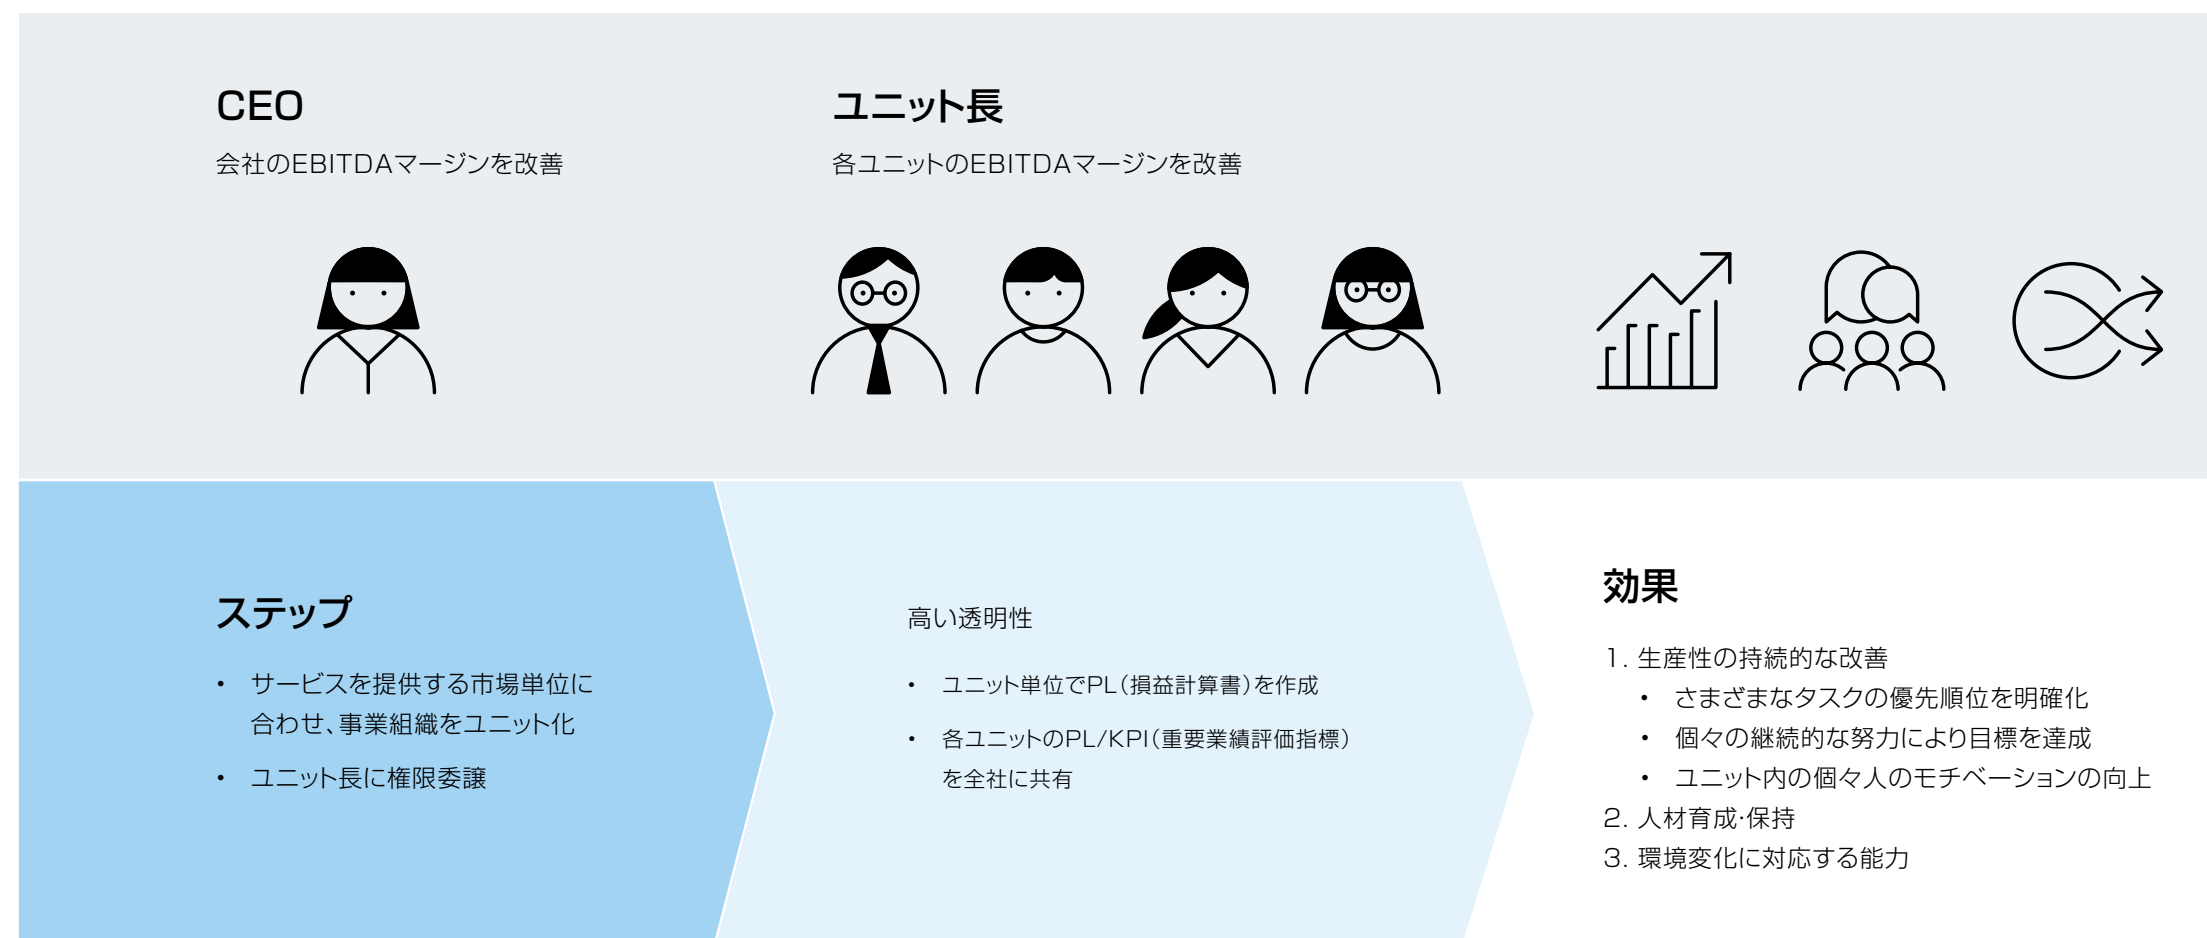 CEO
会社のEBITDAマージンを改善
ユニット長
各ユニットのEBITDAマージンを改善
ステップ
・ サービスを提供する市場単位に
合わせ、事業組織をユニット化
・ ユニット長に権限委譲
高い透明性
・ ユニット単位でPL（損益計算書）を作成
・ 各ユニットのPL/KPI（重要業績評価指標）
を全社に共有
効果
1. 生産性の持続的な改善
・ さまざまなタスクの優先順位を明確化
・ 個々の継続的な努力により目標を達成
・ ユニット内の個々人のモチベーションの向上
2. 人材育成・保持
3. 環境変化に対応する能力